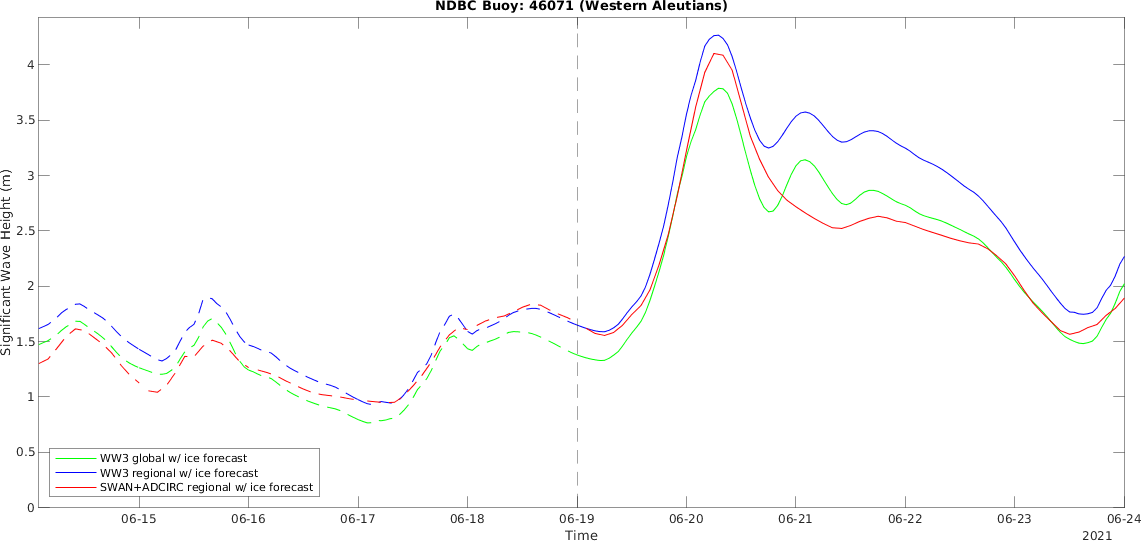 NDBC Buoy: 46071 (Western Aleutians)
Significant Wave Height (m)
4
3.5
3
2.5
2
1.5
1
0.5
0
WW3 global w/ ice forecast
WW3 regional w/ ice forecast
SWAN+ADCIRC regional w/ ice forecast
06-15 06-16 06-17 06-18 06-19 06-20 06-21 06-22 06-23 06-24
Time
2021